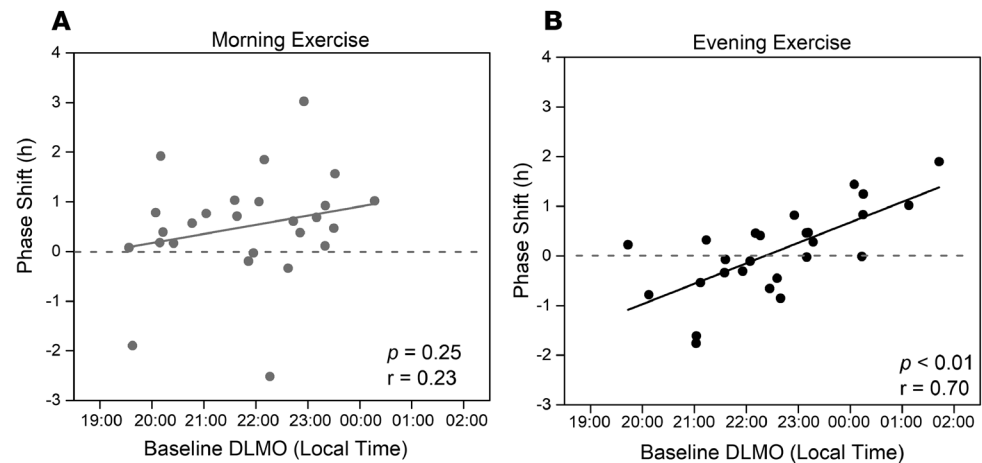 A
Morning Exercise
4
3
2
1
0
-1
-2
-3
Phase Shift (h)
p = 0.25
r = 0.23
19:00 20:00 21:00 22:00 23:00 00:00 01:00 02:00
Baseline DLMO (Local Time)
B
Evening Exercise
4
3
2
1
0
-1
-2
-3
Phase Shift (h)
p < 0.01
r = 0.70
19:00 20:00 21:00 22:00 23:00 00:00 01:00 02:00
Baseline DLMO (Local Time)